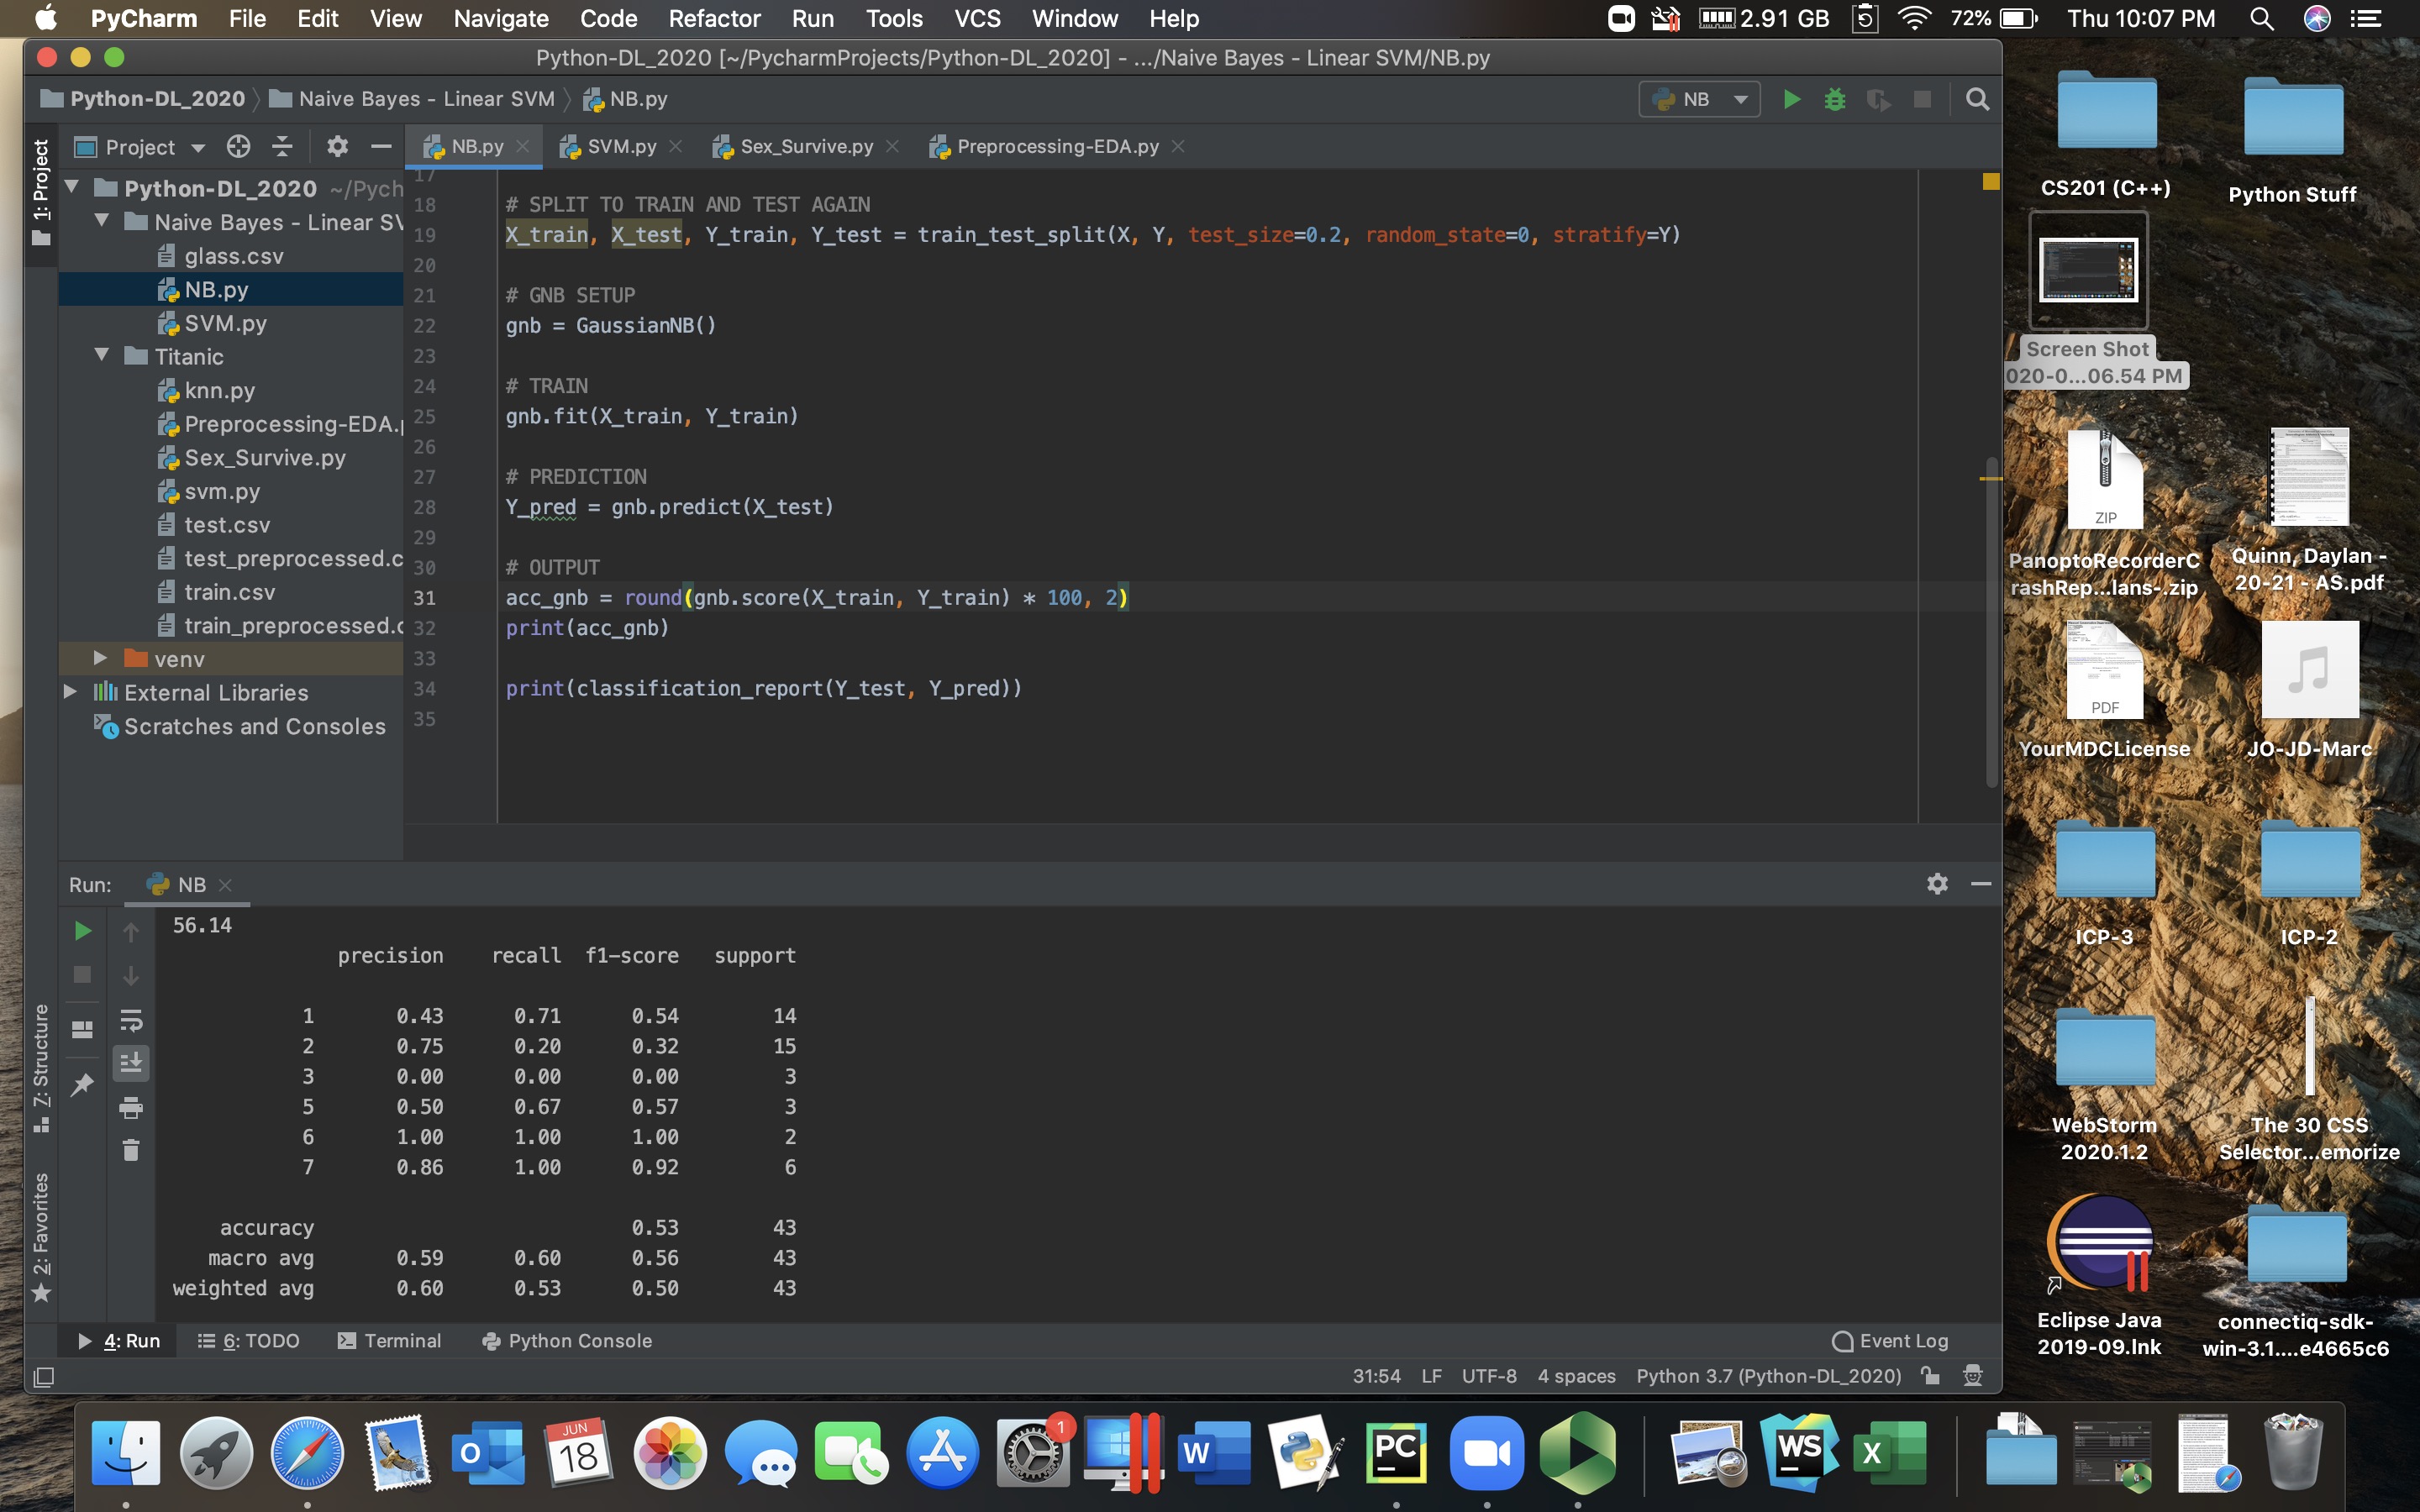 PyCharm File Edit View Navigate Code Refactor Run Tools VCS Window Help 2.91 GB 72% Thu 10:07 PM
Python-DL_2020 [~/PycharmProjects/Python-DL_2020] - .../Naive Bayes - Linear SVM/NB.py
Python-DL_2020 Naive Bayes - Linear SVM NB.py NB
Project NB.py SVM.py Sex_Survive.py Preprocessing-EDA.py
1: Project
Python-DL_2020 ~/Pych
Naive Bayes - Linear SV
glass.csv
NB.py
SVM.py
Titanic
knn.py
Preprocessing-EDA.p
Sex_Survive.py
svm.py
test.csv
test_preprocessed.c
train.csv
train_preprocessed.c
venv
External Libraries
Scratches and Consoles
17
18 # SPLIT TO TRAIN AND TEST AGAIN
19 X_train, X_test, Y_train, Y_test = train_test_split(X, Y, test_size=0.2, random_state=0, stratify=Y)
20
21 # GNB SETUP
22 gnb = GaussianNB()
23
24 # TRAIN
25 gnb.fit(X_train, Y_train)
26
27 # PREDICTION
28 Y_pred = gnb.predict(X_test)
29
30 # OUTPUT
31 acc_gnb = round(gnb.score(X_train, Y_train) * 100, 2)
32 print(acc_gnb)
33
34 print(classification_report(Y_test, Y_pred))
35
Run: NB
56.14
precision recall f1-score support
1 0.43 0.71 0.54 14
2 0.75 0.20 0.32 15
3 0.00 0.00 0.00 3
5 0.50 0.67 0.57 3
6 1.00 1.00 1.00 2
7 0.86 1.00 0.92 6
accuracy 0.53 43
macro avg 0.59 0.60 0.56 43
weighted avg 0.60 0.53 0.50 43
Z: Structure
2: Favorites
4: Run 6: TODO Terminal Python Console Event Log
31:54 LF UTF-8 4 spaces Python 3.7 (Python-DL_2020)
CS201 (C++)
Python Stuff
Screen Shot
020-0...06.54 PM
ZIP
PanoptoRecorderC
rashRep...lans-.zip
Quinn, Daylan -
20-21 - AS.pdf
PDF
YourMDCLicense
JO-JD-Marc
ICP-3
ICP-2
WebStorm
2020.1.2
The 30 CSS
Selector...emorize
Eclipse Java
2019-09.lnk
connectiq-sdk-
win-3.1....e4665c6
O
JUN
18
1
W
PC
WS
X